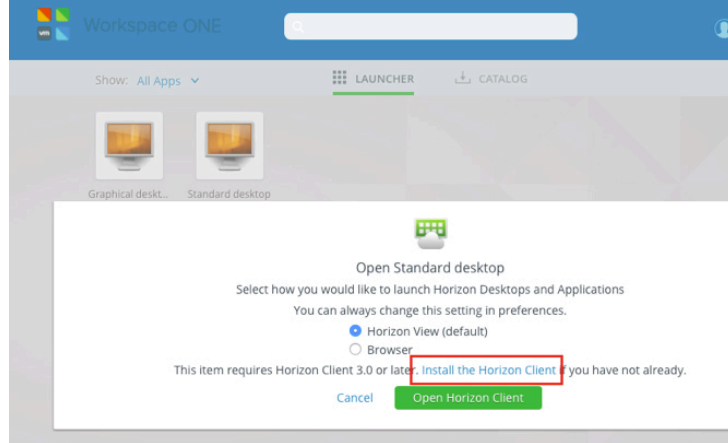 vm Workspace ONE
Show: All Apps
LAUNCHER
CATALOG
Graphical deskt...
Standard desktop
Open Standard desktop
Select how you would like to launch Horizon Desktops and Applications
You can always change this setting in preferences.
Horizon View (default)
Browser
This item requires Horizon Client 3.0 or later. Install the Horizon Client if you have not already.
Cancel
Open Horizon Client